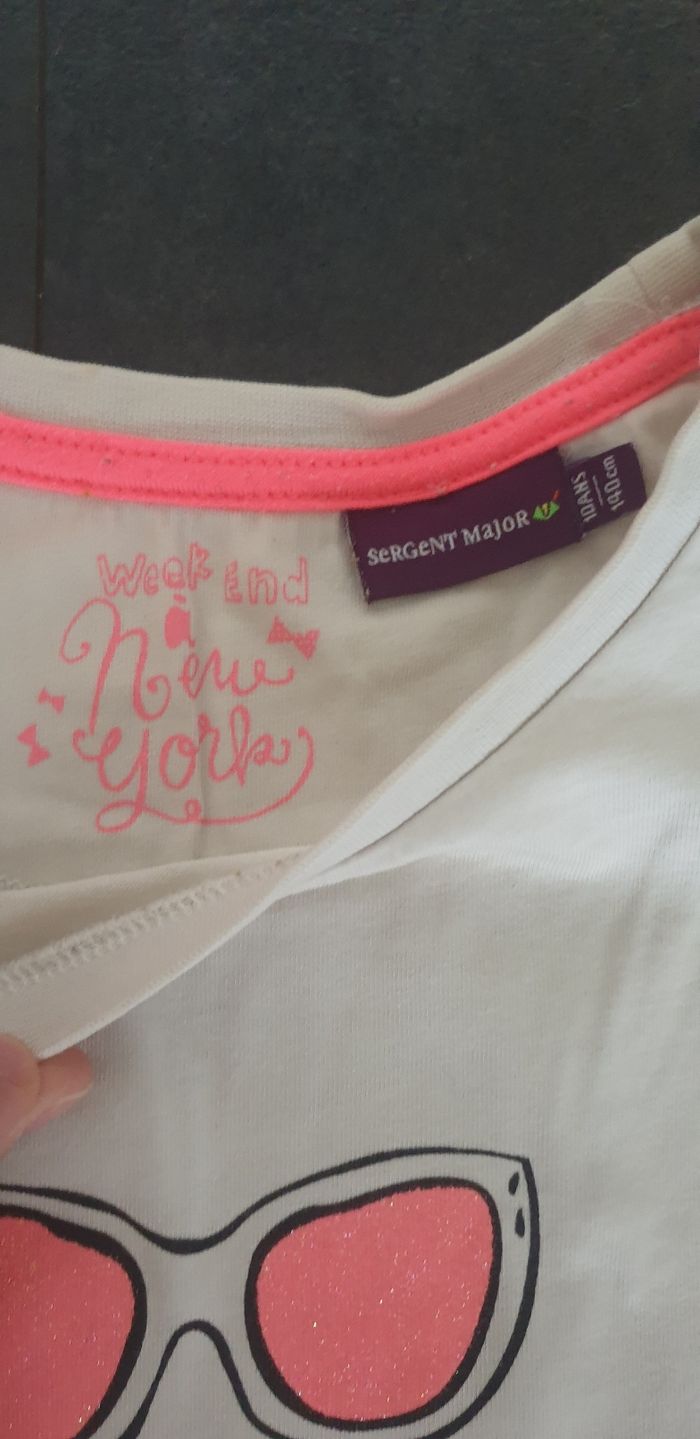 Week End
à
New
York
SERGENT MAJOR
10ANS
140cm